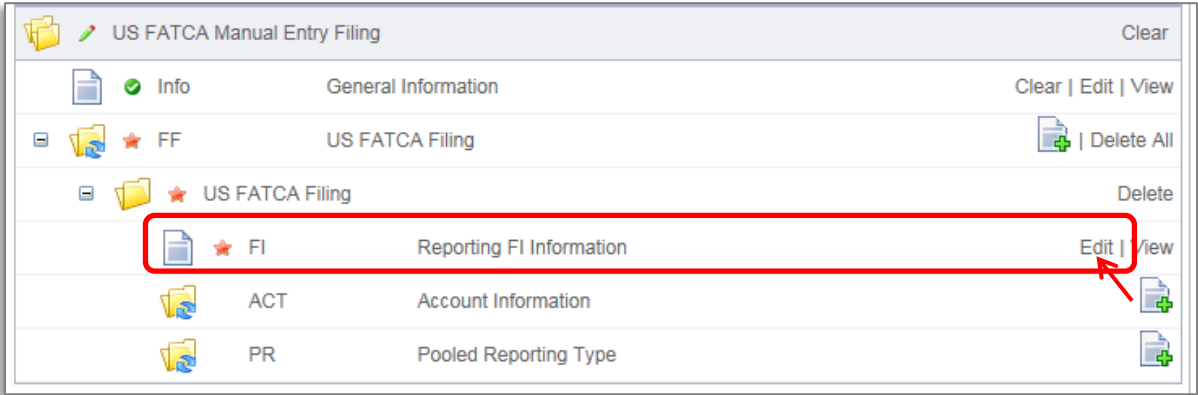 US FATCA Manual Entry Filing Clear
Info General Information Clear | Edit | View
FF US FATCA Filing | Delete All
US FATCA Filing Delete
FI Reporting FI Information Edit | View
ACT Account Information
PR Pooled Reporting Type